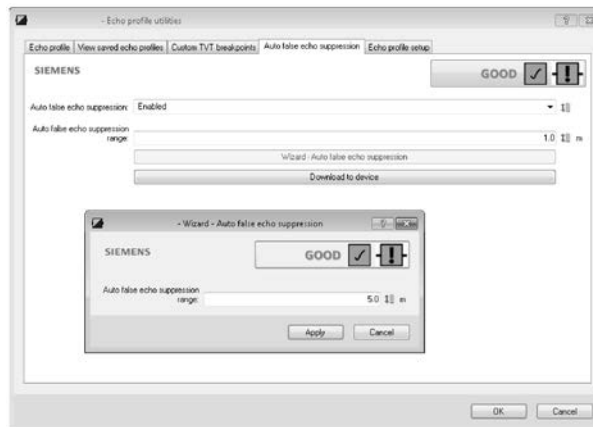 - Echo profile utilities
Echo profile View saved echo profiles Custom TVT breakpoints Auto false echo suppression Echo profile setup
SIEMENS
GOOD
Auto false echo suppression: Enabled
Auto false echo suppression
range:
1.0 m
Wizard - Auto false echo suppression
Download to device
- Wizard - Auto false echo suppression
SIEMENS
GOOD
Auto false echo suppression
range:
5.0 m
Apply Cancel
OK Cancel